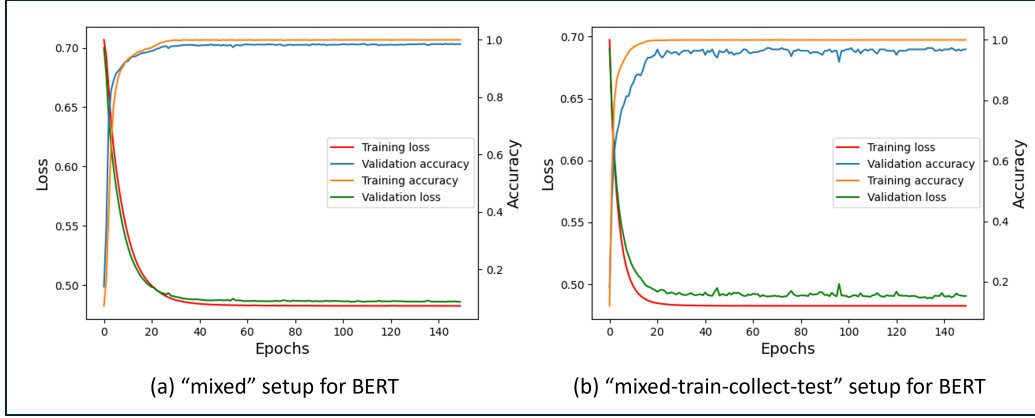 0.70
0.65
0.60
0.55
0.50
Loss
1.0
0.8
0.6
0.4
0.2
Accuracy
Training loss
Validation accuracy
Training accuracy
Validation loss
0 20 40 60 80 100 120 140
Epochs
(a) “mixed” setup for BERT
0.70
0.65
0.60
0.55
0.50
Loss
1.0
0.8
0.6
0.4
0.2
Accuracy
Training loss
Validation accuracy
Training accuracy
Validation loss
0 20 40 60 80 100 120 140
Epochs
(b) “mixed-train-collect-test” setup for BERT